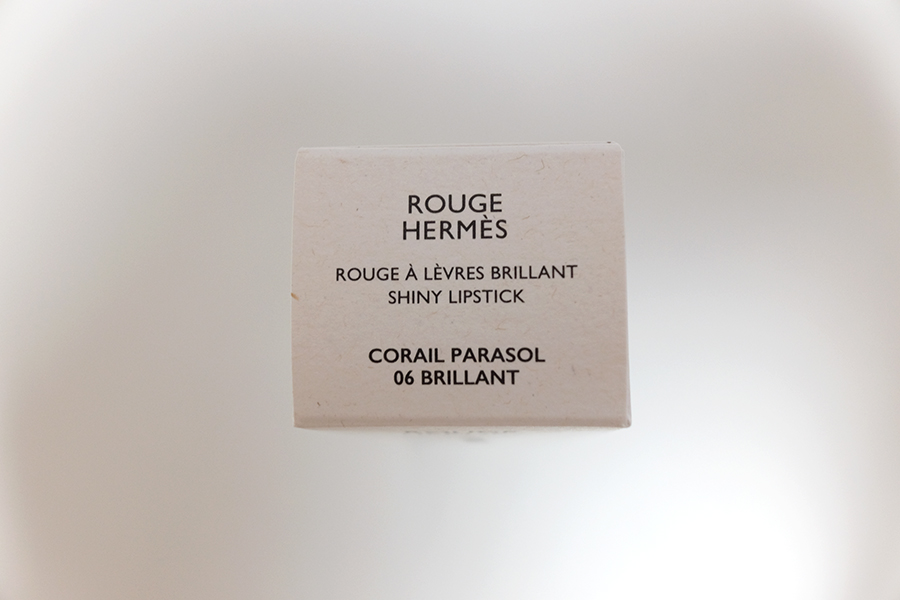 ROUGE
HERMÈS
ROUGE À LÈVRES BRILLANT
SHINY LIPSTICK
CORAIL PARASOL
06 BRILLANT